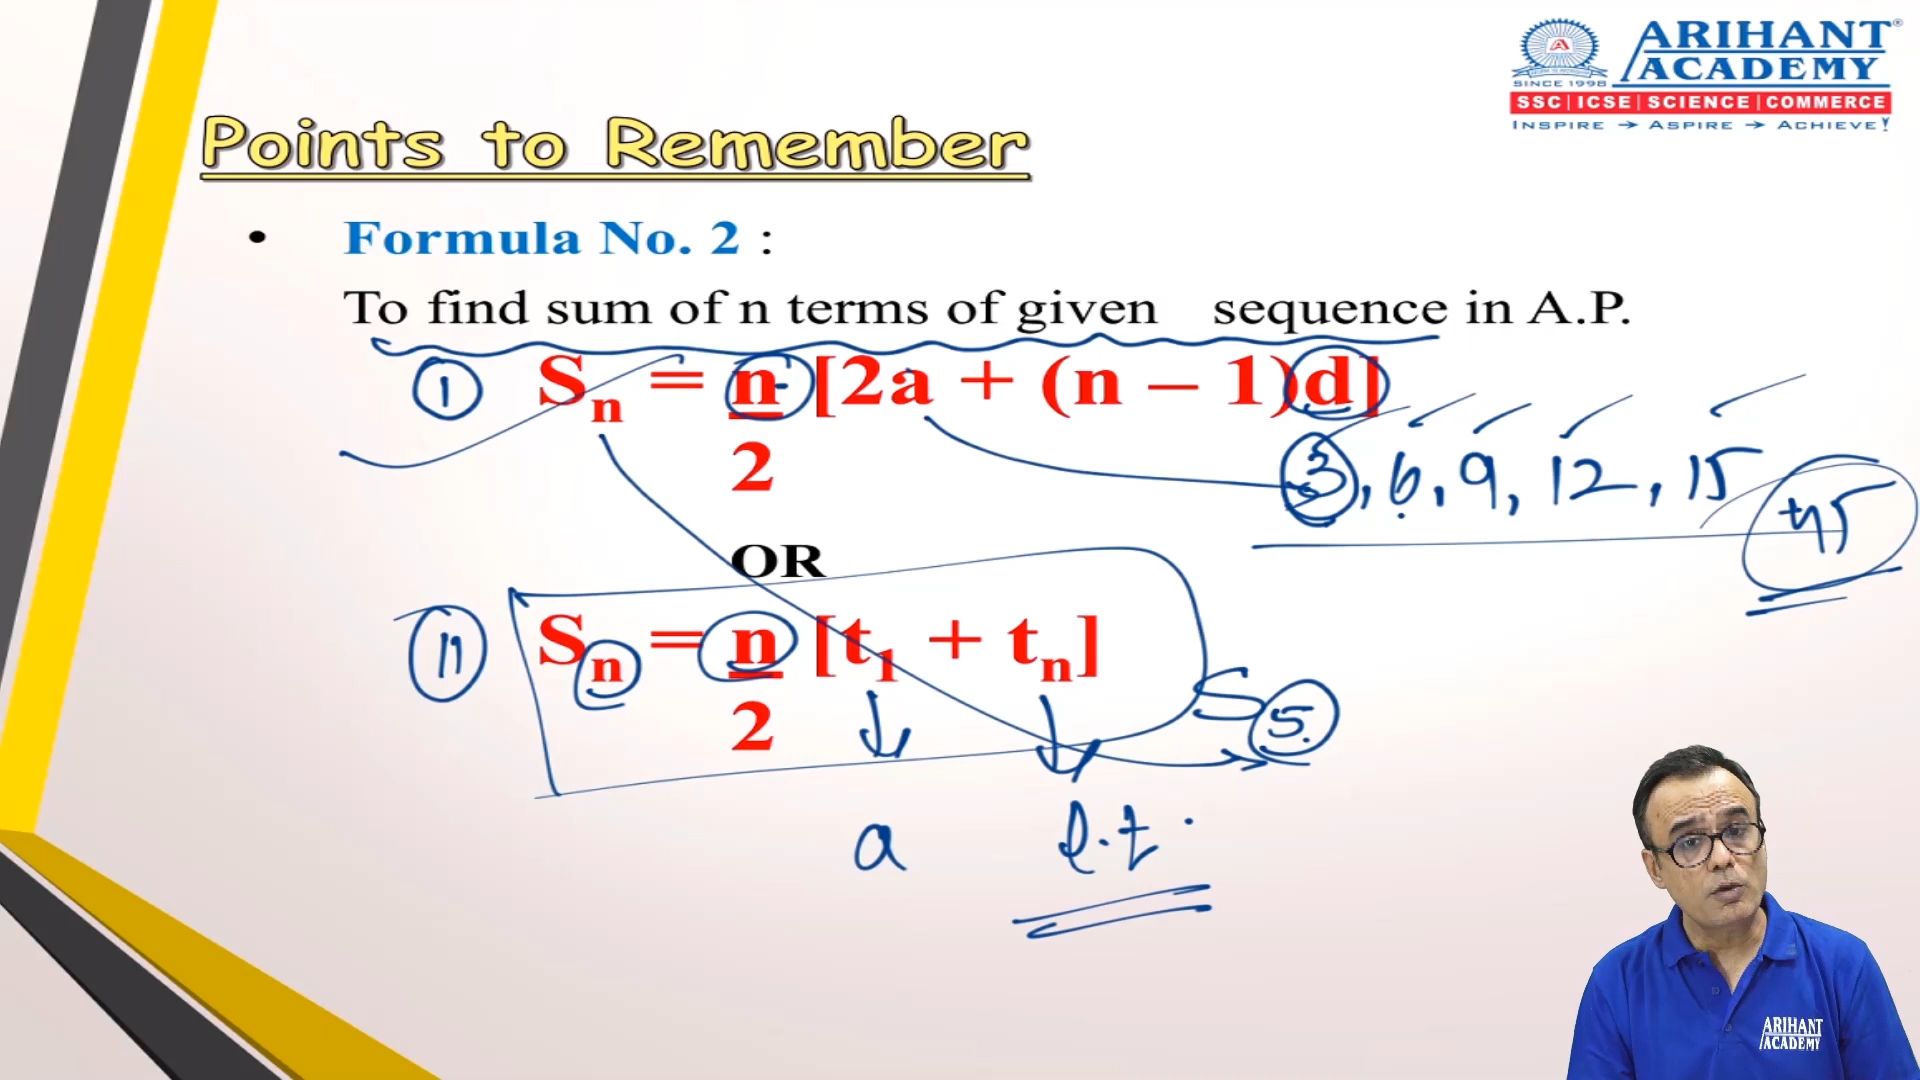 ARIHANT
ACADEMY
SINCE 1998
SSC | ICSE | SCIENCE | COMMERCE
INSPIRE → ASPIRE → ACHIEVE!
Points to Remember
• Formula No. 2 :
To find sum of n terms of given sequence in A.P.
① Sn = n/2 [2a + (n – 1)d]
3, 6, 9, 12, 15
45
OR
Sn = n/2 [t1 + tn]
S5
a l.t.
ARIHANT
ACADEMY